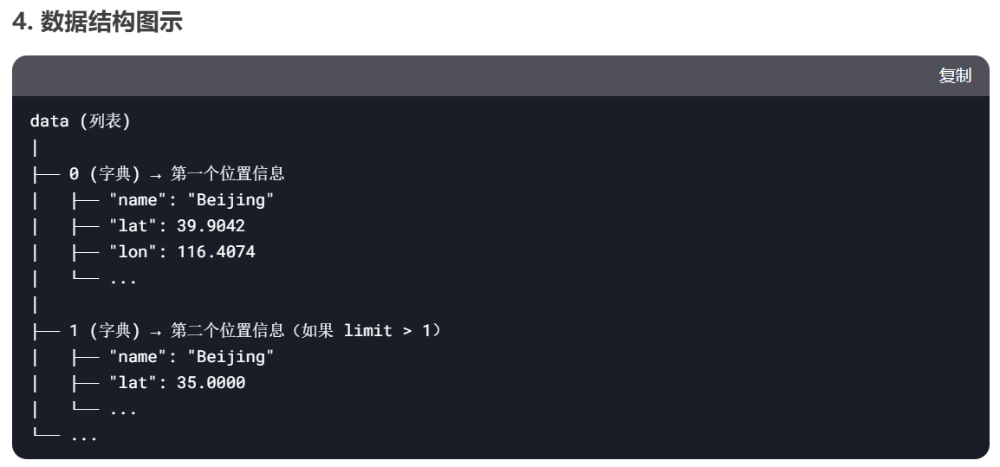 4. 数据结构图示
复制
data (列表)
|
├── 0 (字典) → 第一个位置信息
|   ├── "name": "Beijing"
|   ├── "lat": 39.9042
|   ├── "lon": 116.4074
|   └── ...
|
├── 1 (字典) → 第二个位置信息（如果 limit > 1）
|   ├── "name": "Beijing"
|   ├── "lat": 35.0000
|   └── ...
└── ...